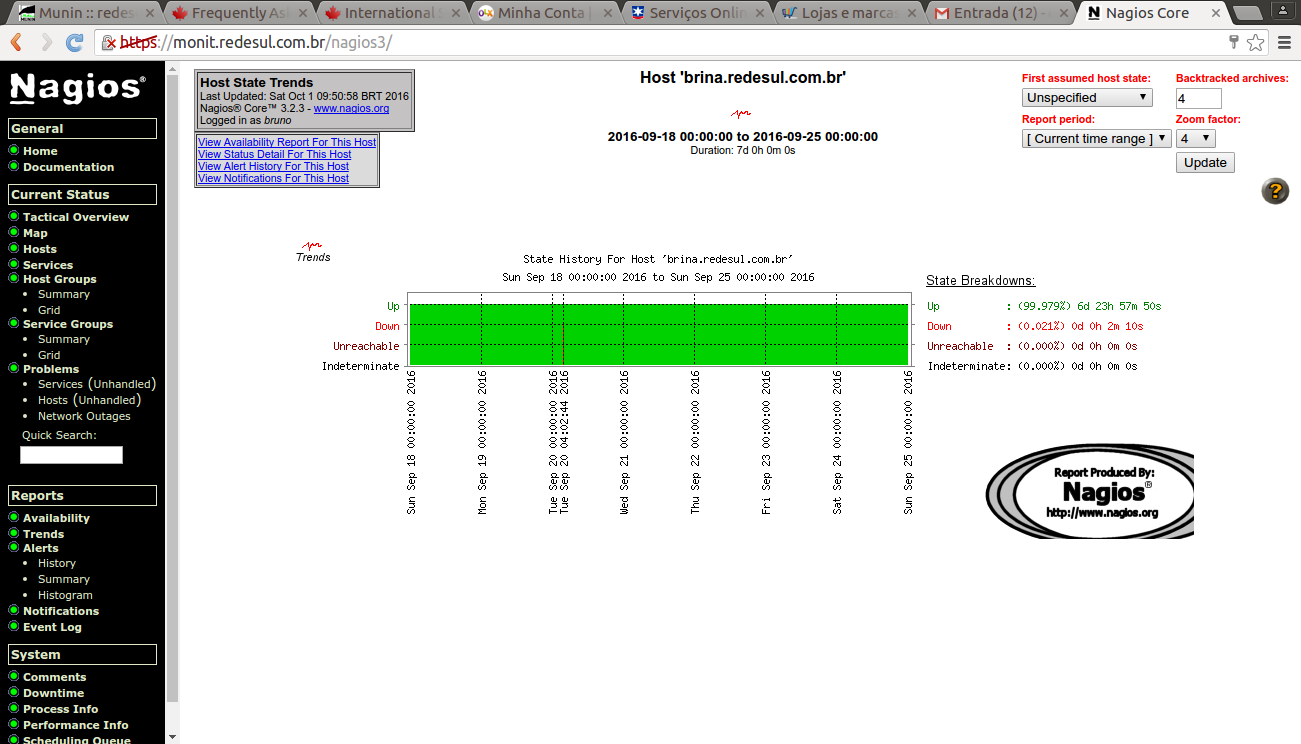 Munin :: redes
Frequently As
International S
Minha Conta |
Serviços Onlin
Lojas e marcas
Entrada (12) -
Nagios Core
https://monit.redesul.com.br/nagios3/
Nagios®
General
Home
Documentation
Current Status
Tactical Overview
Map
Hosts
Services
Host Groups
Summary
Grid
Service Groups
Summary
Grid
Problems
Services (Unhandled)
Hosts (Unhandled)
Network Outages
Quick Search:
Reports
Availability
Trends
Alerts
History
Summary
Histogram
Notifications
Event Log
System
Comments
Downtime
Process Info
Performance Info
Scheduling Queue
Host State Trends
Last Updated: Sat Oct 1 09:50:58 BRT 2016
Nagios® Core™ 3.2.3 - www.nagios.org
Logged in as bruno
View Availability Report For This Host
View Status Detail For This Host
View Alert History For This Host
View Notifications For This Host
Host 'brina.redesul.com.br'
2016-09-18 00:00:00 to 2016-09-25 00:00:00
Duration: 7d 0h 0m 0s
First assumed host state:
Unspecified
Backtracked archives:
4
Report period:
[ Current time range ]
Zoom factor:
4
Update
?
Trends
State History For Host 'brina.redesul.com.br'
Sun Sep 18 00:00:00 2016 to Sun Sep 25 00:00:00 2016
Up
Down
Unreachable
Indeterminate
Sun Sep 18 00:00:00 2016
Mon Sep 19 00:00:00 2016
Tue Sep 20 00:00:00 2016
Tue Sep 20 04:02:44 2016
Wed Sep 21 00:00:00 2016
Thu Sep 22 00:00:00 2016
Fri Sep 23 00:00:00 2016
Sat Sep 24 00:00:00 2016
Sun Sep 25 00:00:00 2016
State Breakdowns:
Up : (99.979%) 6d 23h 57m 50s
Down : (0.021%) 0d 0h 2m 10s
Unreachable : (0.000%) 0d 0h 0m 0s
Indeterminate: (0.000%) 0d 0h 0m 0s
Report Produced By:
Nagios®
http://www.nagios.org